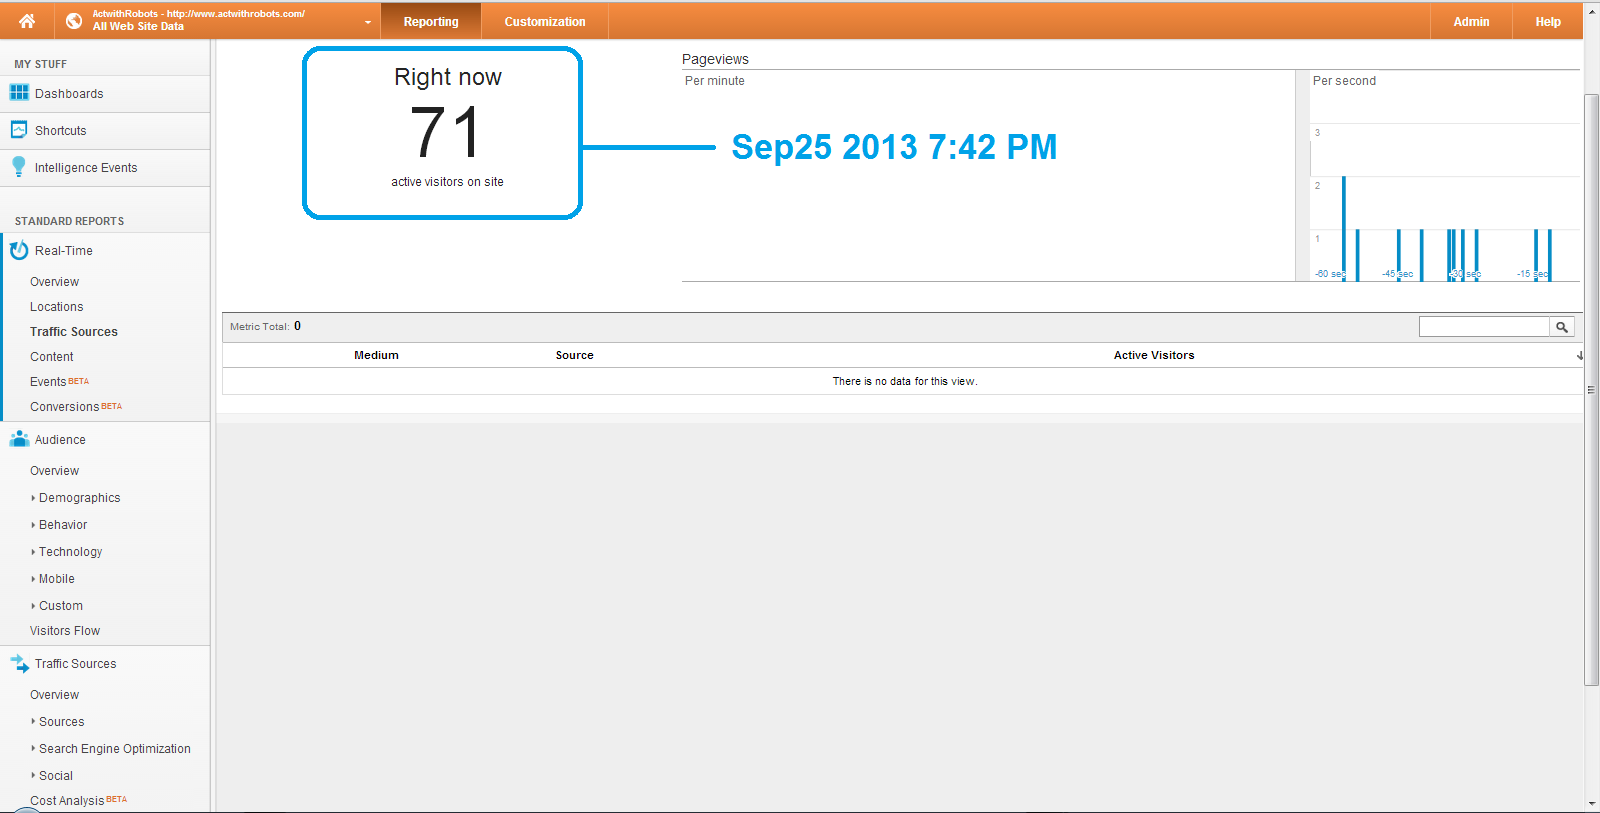 ActwithRobots - http://www.actwithrobots.com/
All Web Site Data
Reporting
Customization
Admin
Help
MY STUFF
Dashboards
Shortcuts
Intelligence Events
STANDARD REPORTS
Real-Time
Overview
Locations
Traffic Sources
Content
Events BETA
Conversions BETA
Audience
Overview
Demographics
Behavior
Technology
Mobile
Custom
Visitors Flow
Traffic Sources
Overview
Sources
Search Engine Optimization
Social
Cost Analysis BETA
Right now
71
active visitors on site
Sep25 2013 7:42 PM
Pageviews
Per minute
Per second
3
2
1
-60 sec
-45 sec
-30 sec
-15 sec
Metric Total: 0
Medium
Source
Active Visitors
There is no data for this view.